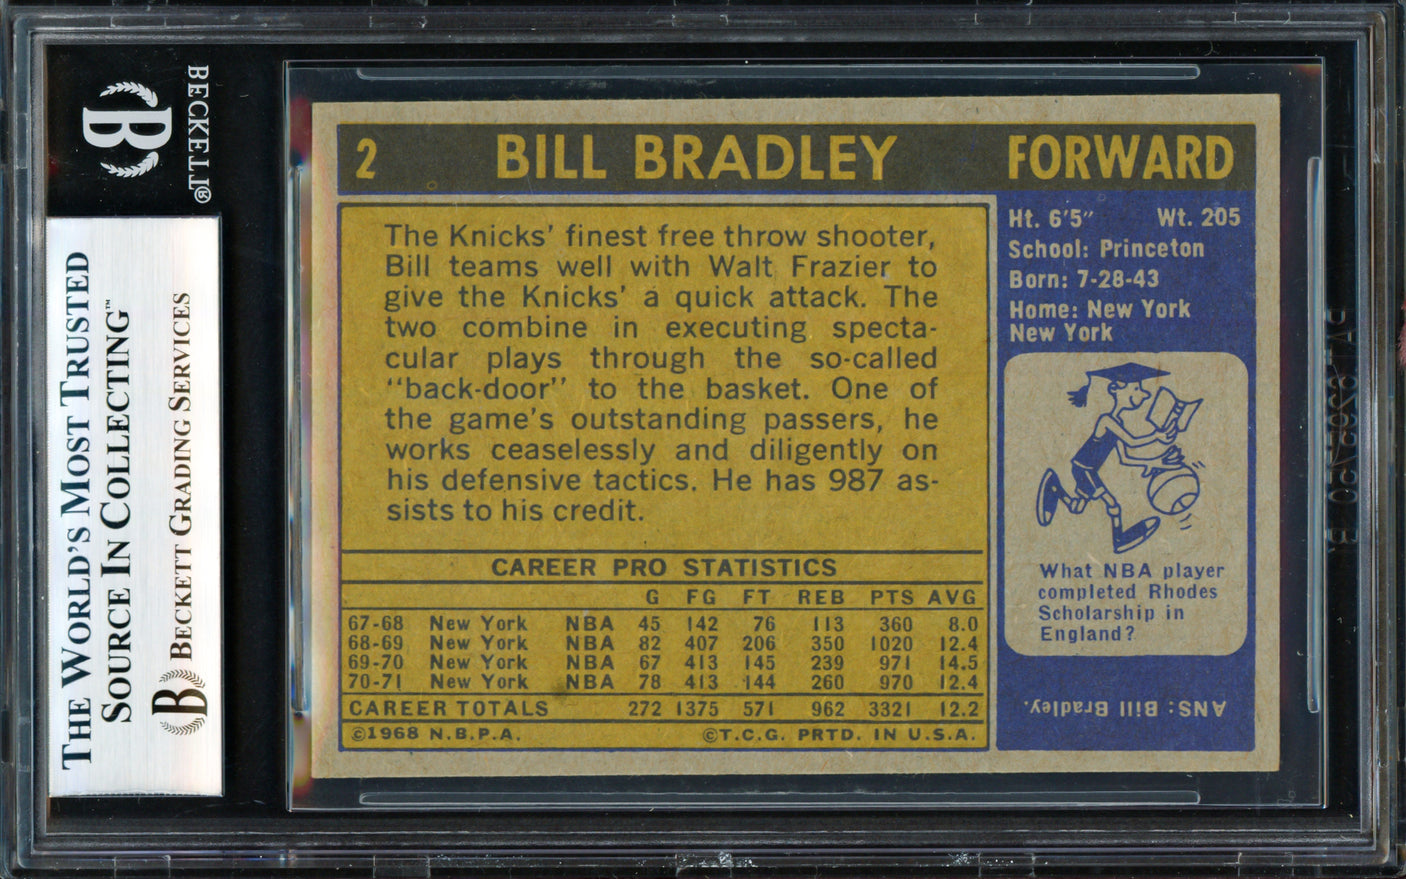 BECKETT®
B
THE WORLD'S MOST TRUSTED
SOURCE IN COLLECTING™
B BECKETT GRADING SERVICES
2 BILL BRADLEY FORWARD
The Knicks' finest free throw shooter,
Bill teams well with Walt Frazier to
give the Knicks' a quick attack. The
two combine in executing specta-
cular plays through the so-called
"back-door" to the basket. One of
the game's outstanding passers, he
works ceaselessly and diligently on
his defensive tactics. He has 987 as-
sists to his credit.
CAREER PRO STATISTICS
G FG FT REB PTS AVG
67-68 New York NBA 45 142 76 113 360 8.0
68-69 New York NBA 82 407 206 350 1020 12.4
69-70 New York NBA 67 413 145 239 971 14.5
70-71 New York NBA 78 413 144 260 970 12.4
CAREER TOTALS 272 1375 571 962 3321 12.2
©1968 N.B.P.A. ©T.C.G. PRTD. IN U.S.A.
Ht. 6'5" Wt. 205
School: Princeton
Born: 7-28-43
Home: New York
New York
What NBA player
completed Rhodes
Scholarship in
England?
ANS: Bill Bradley.